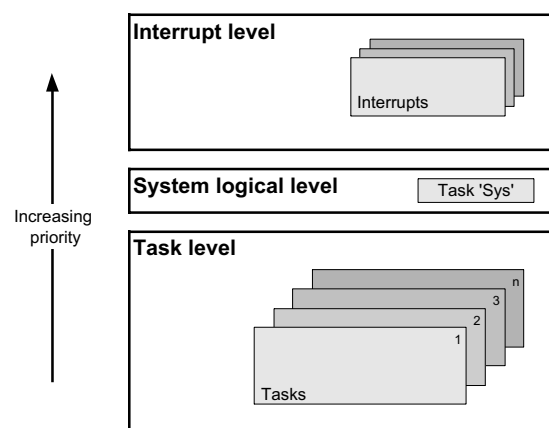 Interrupt level
Interrupts
System logical level
Task 'Sys'
Increasing
priority
Task level
n
3
2
1
Tasks